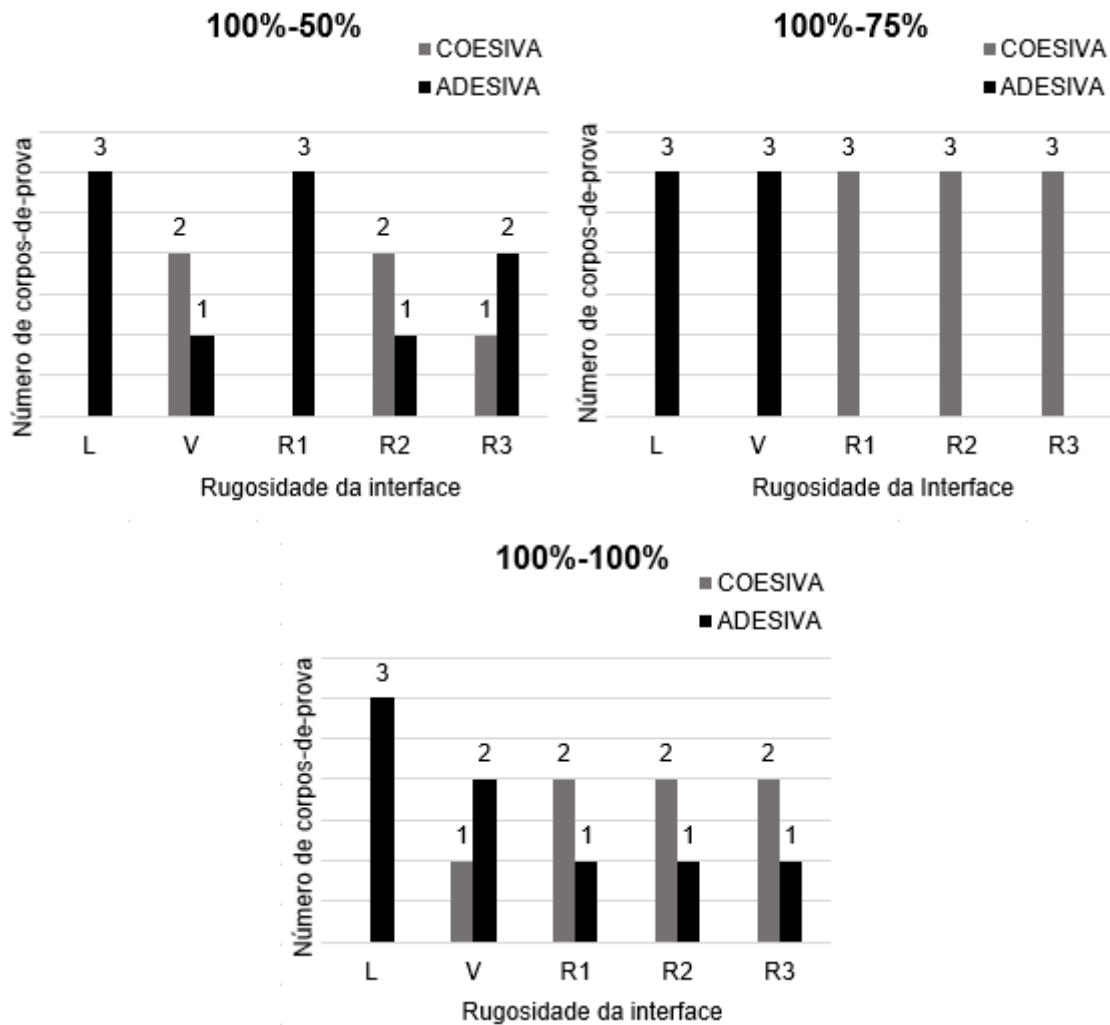 100%-50%
COESIVA
ADESIVA
3 3
2 2 2
1 1 1
Número de corpos-de-prova
L V R1 R2 R3
Rugosidade da interface
100%-75%
COESIVA
ADESIVA
3 3 3 3 3
Número de corpos-de-prova
L V R1 R2 R3
Rugosidade da Interface
100%-100%
COESIVA
ADESIVA
3
2 2 2 2
1 1 1 1
Número de corpos-de-prova
L V R1 R2 R3
Rugosidade da interface